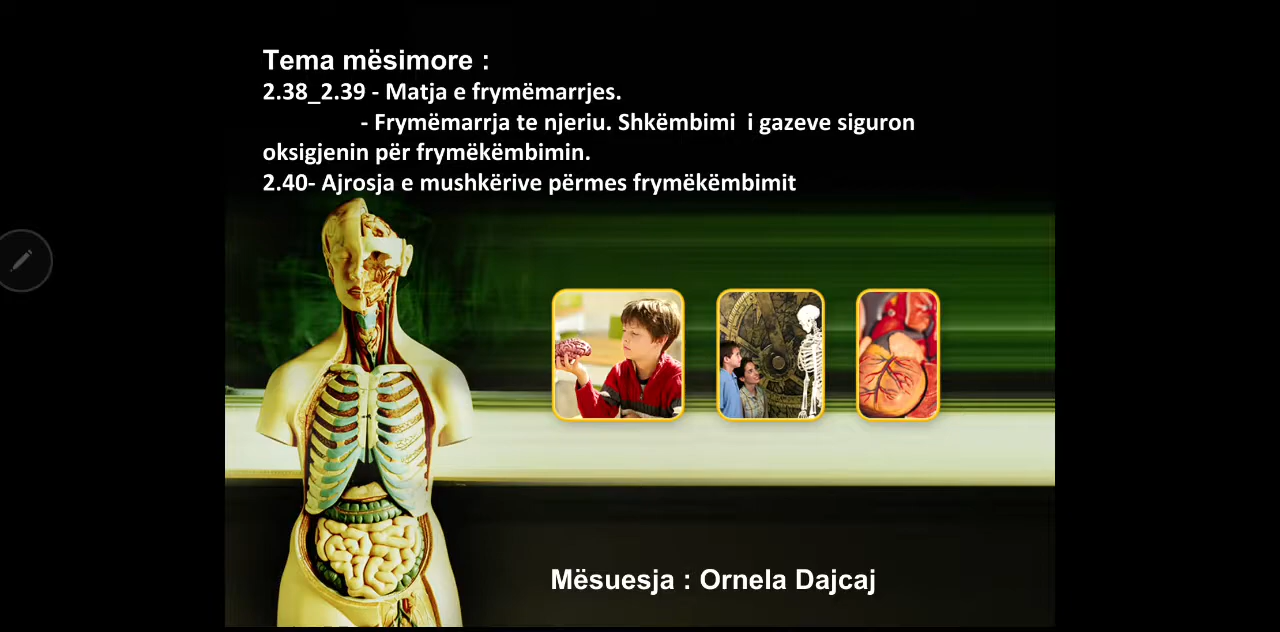 Tema mësimore :
2.38_2.39 - Matja e frymëmarrjes.
- Frymëmarrja te njeriu. Shkëmbimi i gazeve siguron
oksigjenin për frymëkëmbimin.
2.40- Ajrosja e mushkërive përmes frymëkëmbimit
Mësuesja : Ornela Dajcaj